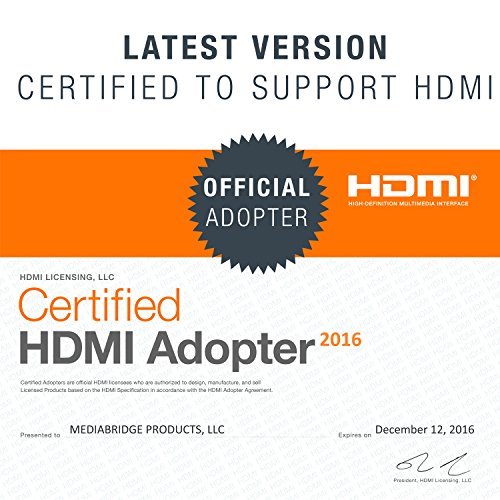 LATEST VERSION
CERTIFIED TO SUPPORT HDMI
OFFICIAL
ADOPTER
HDMI®
HIGH-DEFINITION MULTIMEDIA INTERFACE
HDMI LICENSING, LLC
Certified
HDMI Adopter 2016
Certified Adopters are official HDMI licensees who are authorized to design, manufacture, and sell
Licensed Products based on the HDMI Specification in accordance with the HDMI Adopter Agreement.
Presented to MEDIABRIDGE PRODUCTS, LLC Expires on December 12, 2016
President, HDMI Licensing, LLC